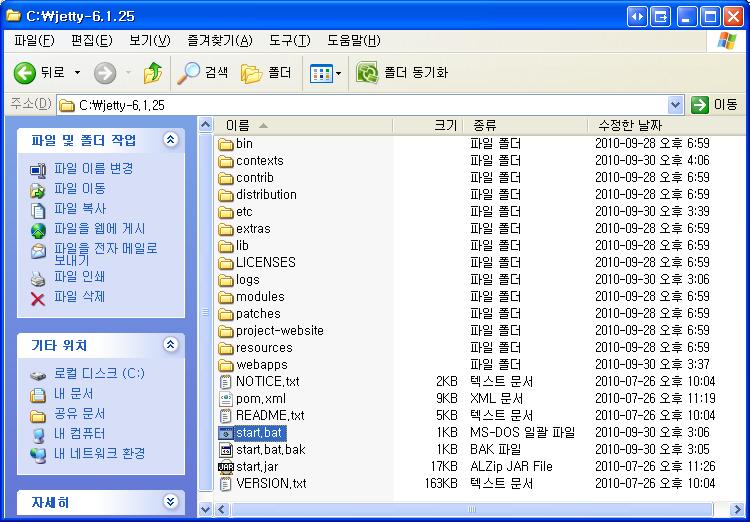 C:\jetty-6.1.25
파일(F) 편집(E) 보기(V) 즐겨찾기(A) 도구(T) 도움말(H)
뒤로 검색 폴더 폴더 동기화
주소(D) C:\jetty-6.1.25 이동
파일 및 폴더 작업
파일 이름 변경
파일 이동
파일 복사
파일을 웹에 게시
파일을 전자 메일로
보내기
파일 인쇄
파일 삭제
기타 위치
로컬 디스크 (C:)
내 문서
공유 문서
내 컴퓨터
내 네트워크 환경
자세히
이름 크기 종류 수정한 날짜
bin 파일 폴더 2010-09-28 오후 6:59
contexts 파일 폴더 2010-09-30 오후 4:06
contrib 파일 폴더 2010-09-28 오후 6:59
distribution 파일 폴더 2010-09-28 오후 6:59
etc 파일 폴더 2010-09-30 오후 3:39
extras 파일 폴더 2010-09-28 오후 6:59
lib 파일 폴더 2010-09-28 오후 6:59
LICENSES 파일 폴더 2010-09-28 오후 6:59
logs 파일 폴더 2010-09-30 오후 3:06
modules 파일 폴더 2010-09-28 오후 6:59
patches 파일 폴더 2010-09-28 오후 6:59
project-website 파일 폴더 2010-09-28 오후 6:59
resources 파일 폴더 2010-09-28 오후 6:59
webapps 파일 폴더 2010-09-30 오후 3:37
NOTICE.txt 2KB 텍스트 문서 2010-07-26 오후 10:04
pom.xml 9KB XML 문서 2010-07-26 오후 11:19
README.txt 5KB 텍스트 문서 2010-07-26 오후 10:04
start.bat 1KB MS-DOS 일괄 파일 2010-09-30 오후 3:06
start.bat.bak 1KB BAK 파일 2010-09-30 오후 3:05
start.jar 17KB ALZip JAR File 2010-07-26 오후 11:26
VERSION.txt 163KB 텍스트 문서 2010-07-26 오후 10:04